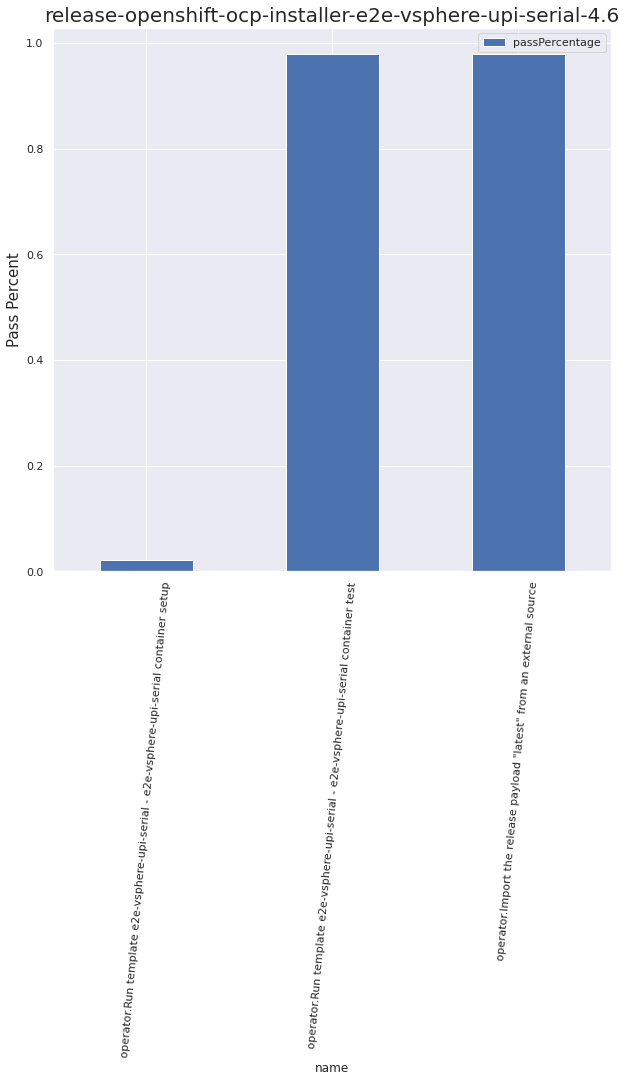 release-openshift-ocp-installer-e2e-vsphere-upi-serial-4.6
passPercentage
Pass Percent
1.0
0.8
0.6
0.4
0.2
0.0
operator.Run template e2e-vsphere-upi-serial - e2e-vsphere-upi-serial container setup
operator.Run template e2e-vsphere-upi-serial - e2e-vsphere-upi-serial container test
operator.Import the release payload "latest" from an external source
name